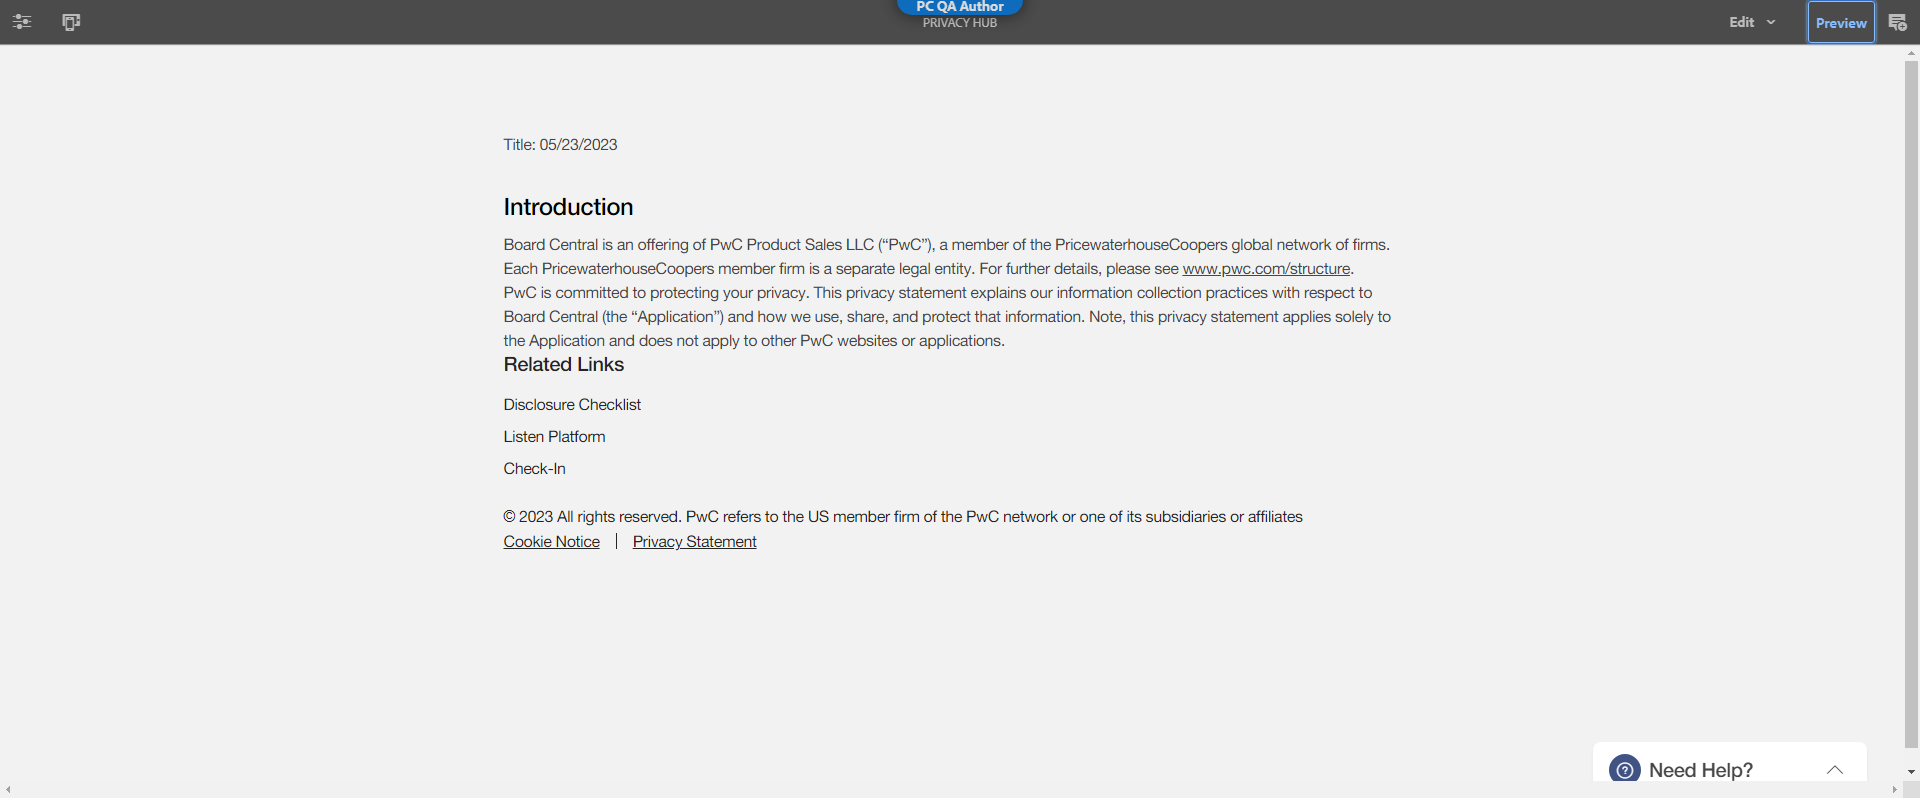 PC QA Author
PRIVACY HUB
Edit
Preview
Title: 05/23/2023
Introduction
Board Central is an offering of PwC Product Sales LLC (“PwC”), a member of the PricewaterhouseCoopers global network of firms.
Each PricewaterhouseCoopers member firm is a separate legal entity. For further details, please see www.pwc.com/structure.
PwC is committed to protecting your privacy. This privacy statement explains our information collection practices with respect to
Board Central (the “Application”) and how we use, share, and protect that information. Note, this privacy statement applies solely to
the Application and does not apply to other PwC websites or applications.
Related Links
Disclosure Checklist
Listen Platform
Check-In
© 2023 All rights reserved. PwC refers to the US member firm of the PwC network or one of its subsidiaries or affiliates
Cookie Notice | Privacy Statement
Need Help?